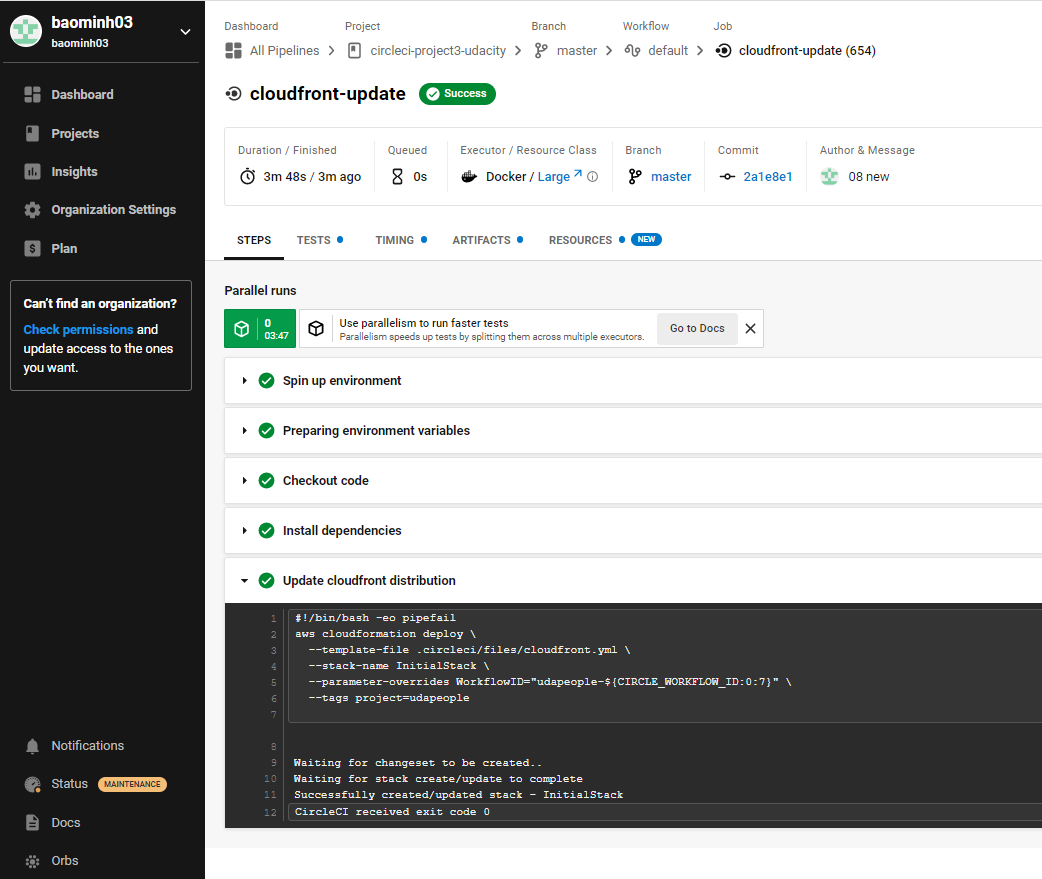 baominh03
baominh03
Dashboard
Projects
Insights
Organization Settings
Plan
Can't find an organization?
Check permissions and
update access to the ones
you want.
Notifications
Status MAINTENANCE
Docs
Orbs
Dashboard Project Branch Workflow Job
All Pipelines circleci-project3-udacity master default cloudfront-update (654)
cloudfront-update Success
Duration / Finished Queued Executor / Resource Class Branch Commit Author & Message
3m 48s / 3m ago 0s Docker / Large master 2a1e8e1 08 new
STEPS TESTS TIMING ARTIFACTS RESOURCES NEW
Parallel runs
0
03:47
Use parallelism to run faster tests
Parallelism speeds up tests by splitting them across multiple executors.
Go to Docs
Spin up environment
Preparing environment variables
Checkout code
Install dependencies
Update cloudfront distribution
1 #!/bin/bash -eo pipefail
2 aws cloudformation deploy \
3 --template-file .circleci/files/cloudfront.yml \
4 --stack-name InitialStack \
5 --parameter-overrides WorkflowID="udapeople-${CIRCLE_WORKFLOW_ID:0:7}" \
6 --tags project=udapeople
7
8
9 Waiting for changeset to be created..
10 Waiting for stack create/update to complete
11 Successfully created/updated stack - InitialStack
12 CircleCI received exit code 0